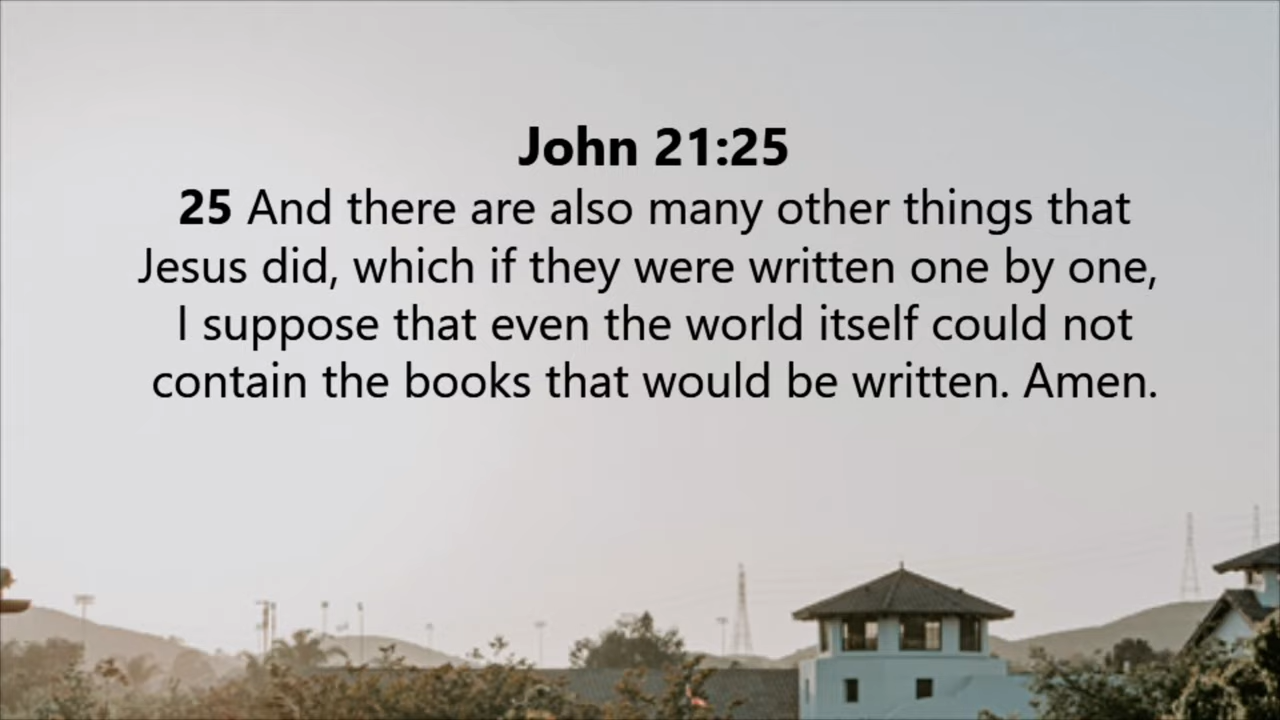 John 21:25
25 And there are also many other things that
Jesus did, which if they were written one by one,
I suppose that even the world itself could not
contain the books that would be written. Amen.